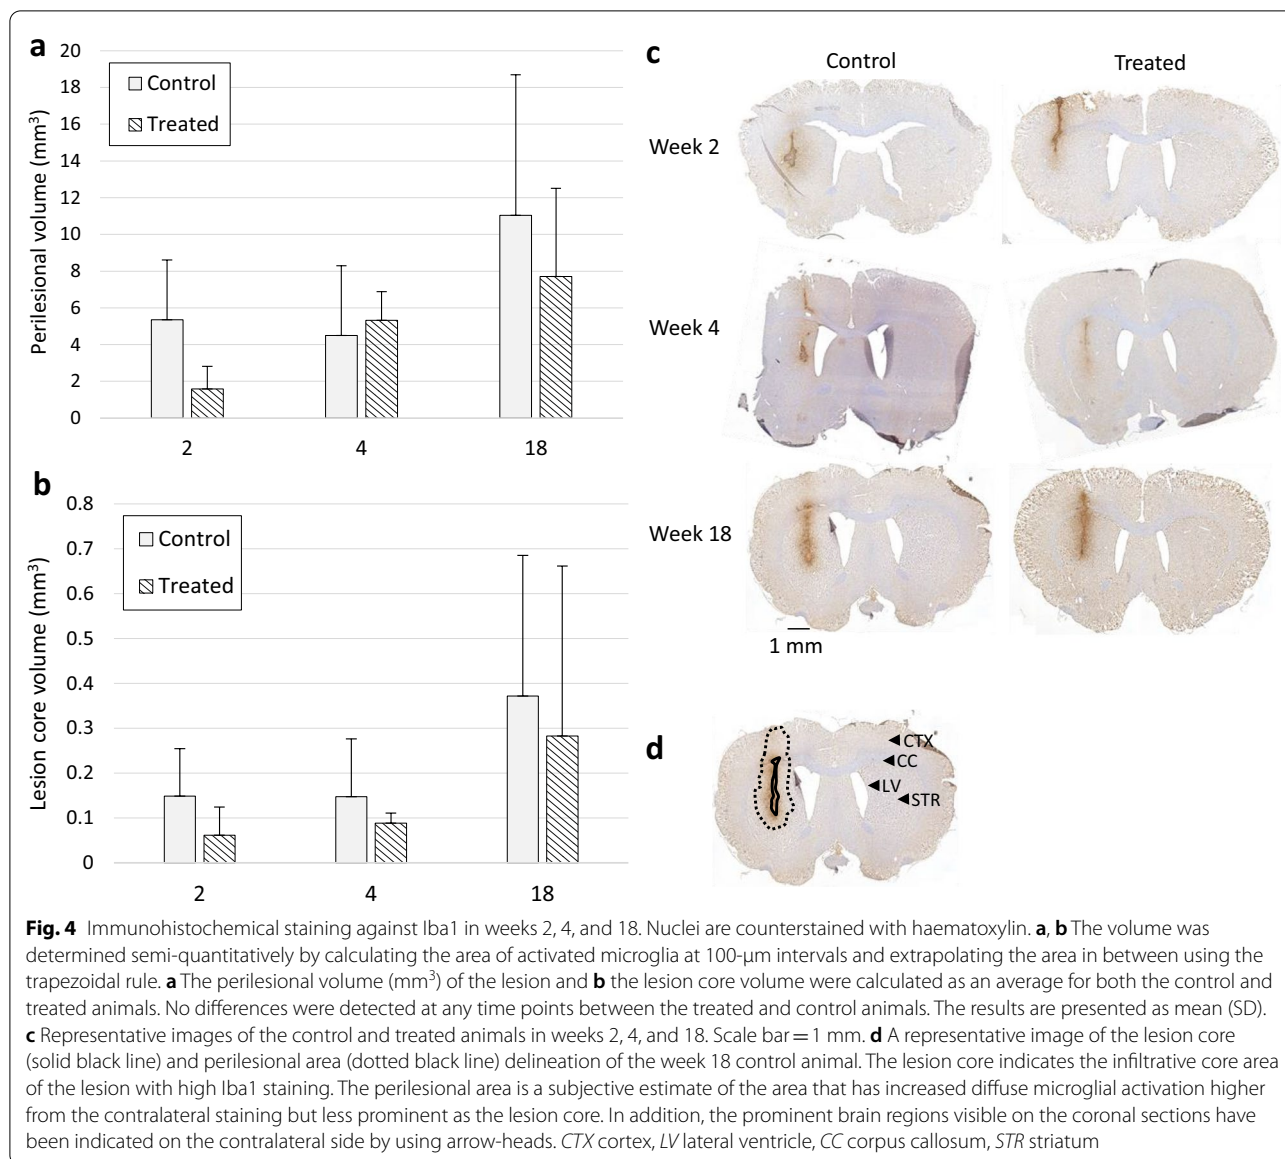 a
20
18
16
14
12
10
8
6
4
2
0
Perilesional volume (mm³)
Control
Treated
2 4 18
b
0.8
0.7
0.6
0.5
0.4
0.3
0.2
0.1
0
Lesion core volume (mm³)
Control
Treated
2 4 18
c
Control Treated
Week 2
Week 4
Week 18
1 mm
d
CTX
CC
LV
STR
Fig. 4 Immunohistochemical staining against Iba1 in weeks 2, 4, and 18. Nuclei are counterstained with haematoxylin. a, b The volume was
determined semi-quantitatively by calculating the area of activated microglia at 100-µm intervals and extrapolating the area in between using the
trapezoidal rule. a The perilesional volume (mm³) of the lesion and b the lesion core volume were calculated as an average for both the control and
treated animals. No differences were detected at any time points between the treated and control animals. The results are presented as mean (SD).
c Representative images of the control and treated animals in weeks 2, 4, and 18. Scale bar = 1 mm. d A representative image of the lesion core
(solid black line) and perilesional area (dotted black line) delineation of the week 18 control animal. The lesion core indicates the infiltrative core area
of the lesion with high Iba1 staining. The perilesional area is a subjective estimate of the area that has increased diffuse microglial activation higher
from the contralateral staining but less prominent as the lesion core. In addition, the prominent brain regions visible on the coronal sections have
been indicated on the contralateral side by using arrow-heads. CTX cortex, LV lateral ventricle, CC corpus callosum, STR striatum